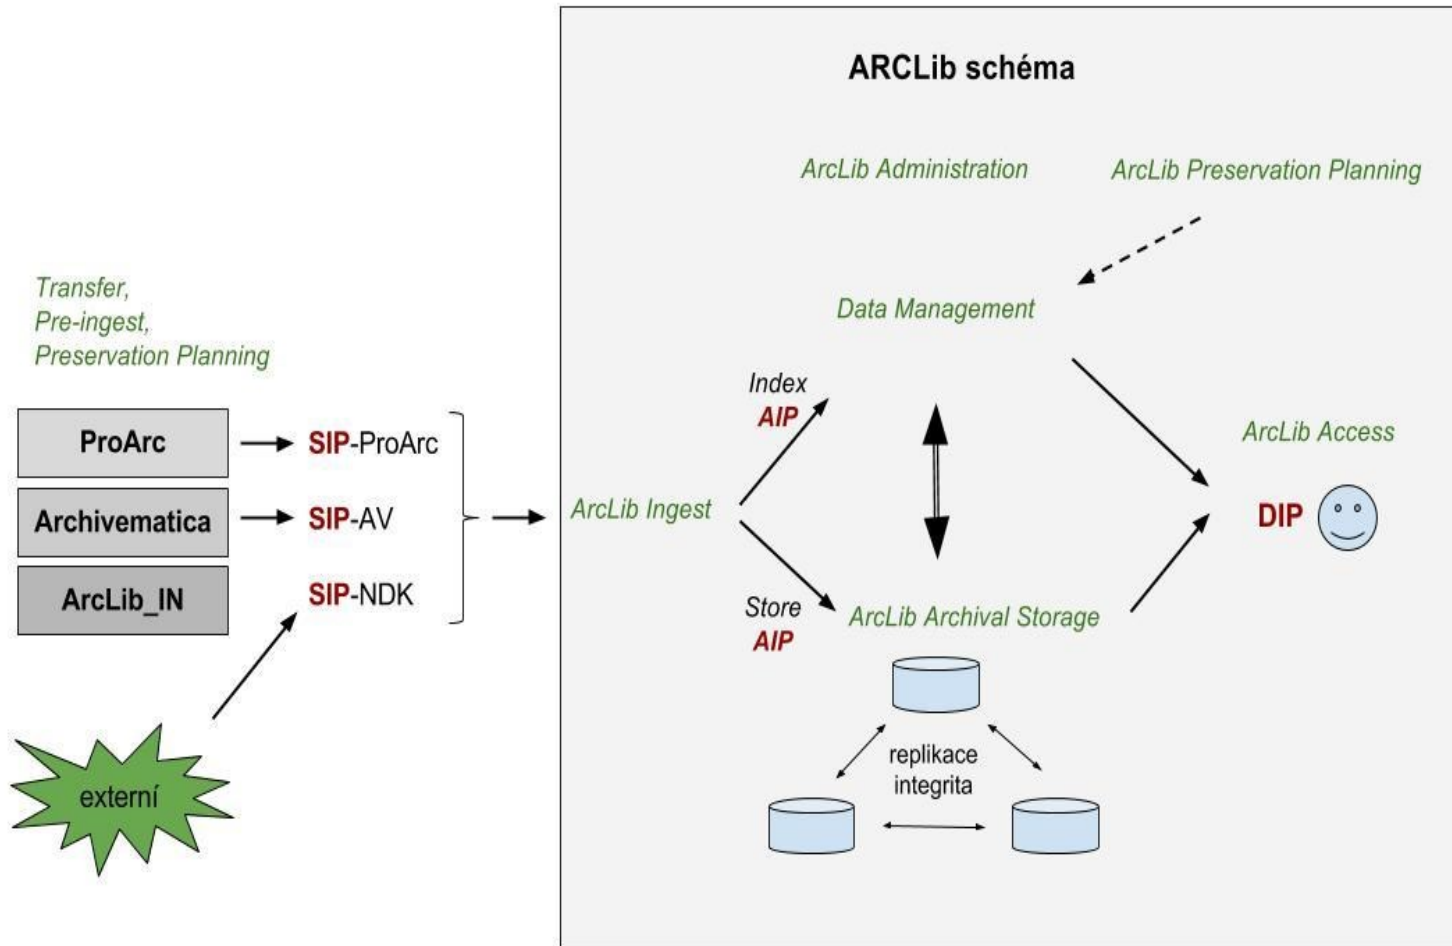 ARCLib schéma
ArcLib Administration
ArcLib Preservation Planning
Transfer,
Pre-ingest,
Preservation Planning
Data Management
Index
AIP
ProArc
SIP-ProArc
ArcLib Access
Archivematica
SIP-AV
ArcLib Ingest
DIP
ArcLib_IN
SIP-NDK
Store
AIP
ArcLib Archival Storage
replikace
integrita
externí